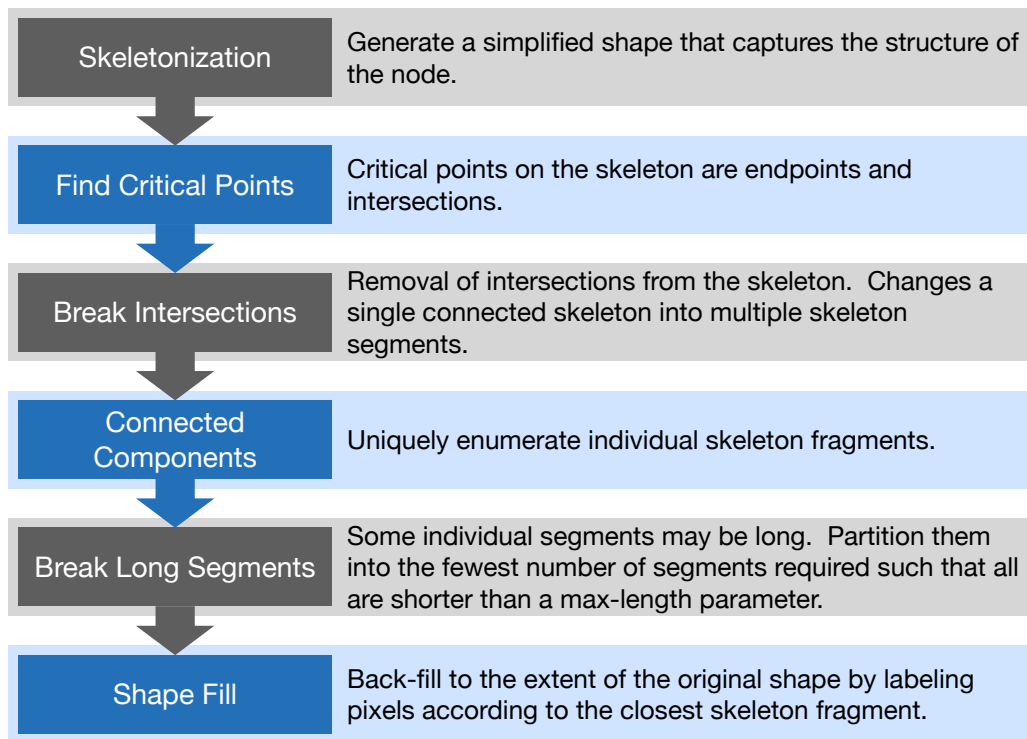 Skeletonization
Generate a simplified shape that captures the structure of
the node.
Find Critical Points
Critical points on the skeleton are endpoints and
intersections.
Break Intersections
Removal of intersections from the skeleton.  Changes a
single connected skeleton into multiple skeleton
segments.
Connected
Components
Uniquely enumerate individual skeleton fragments.
Break Long Segments
Some individual segments may be long.  Partition them
into the fewest number of segments required such that all
are shorter than a max-length parameter.
Shape Fill
Back-fill to the extent of the original shape by labeling
pixels according to the closest skeleton fragment.